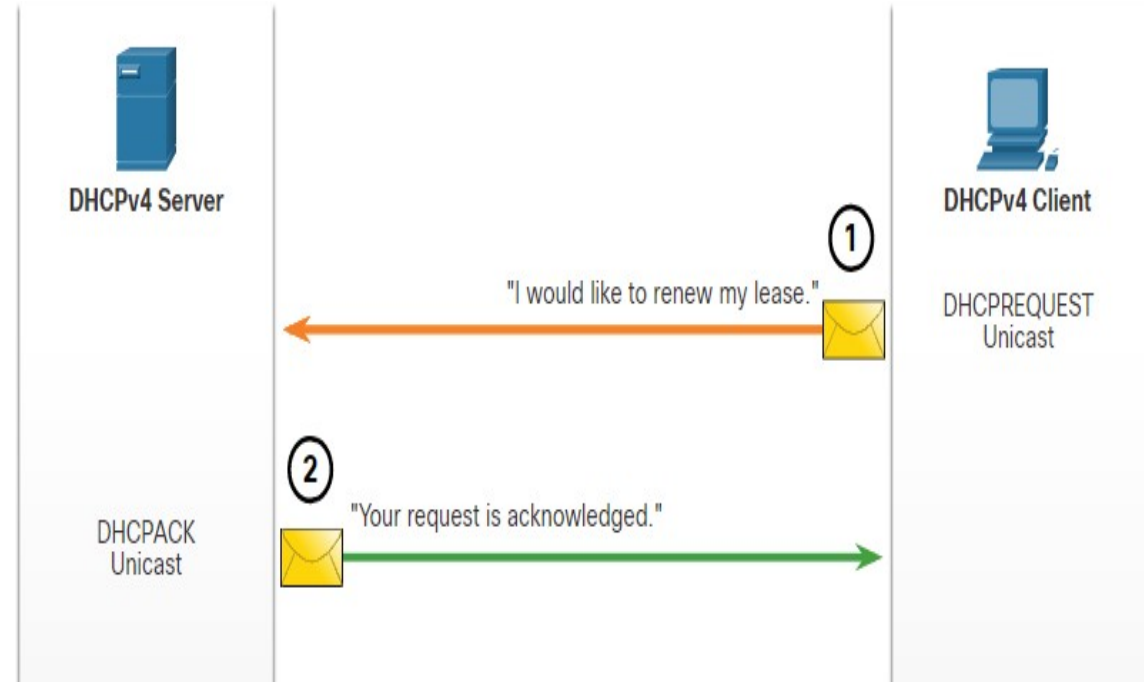 DHCPv4 Server
DHCPv4 Client
1
"I would like to renew my lease."
DHCPREQUEST
Unicast
2
"Your request is acknowledged."
DHCPACK
Unicast